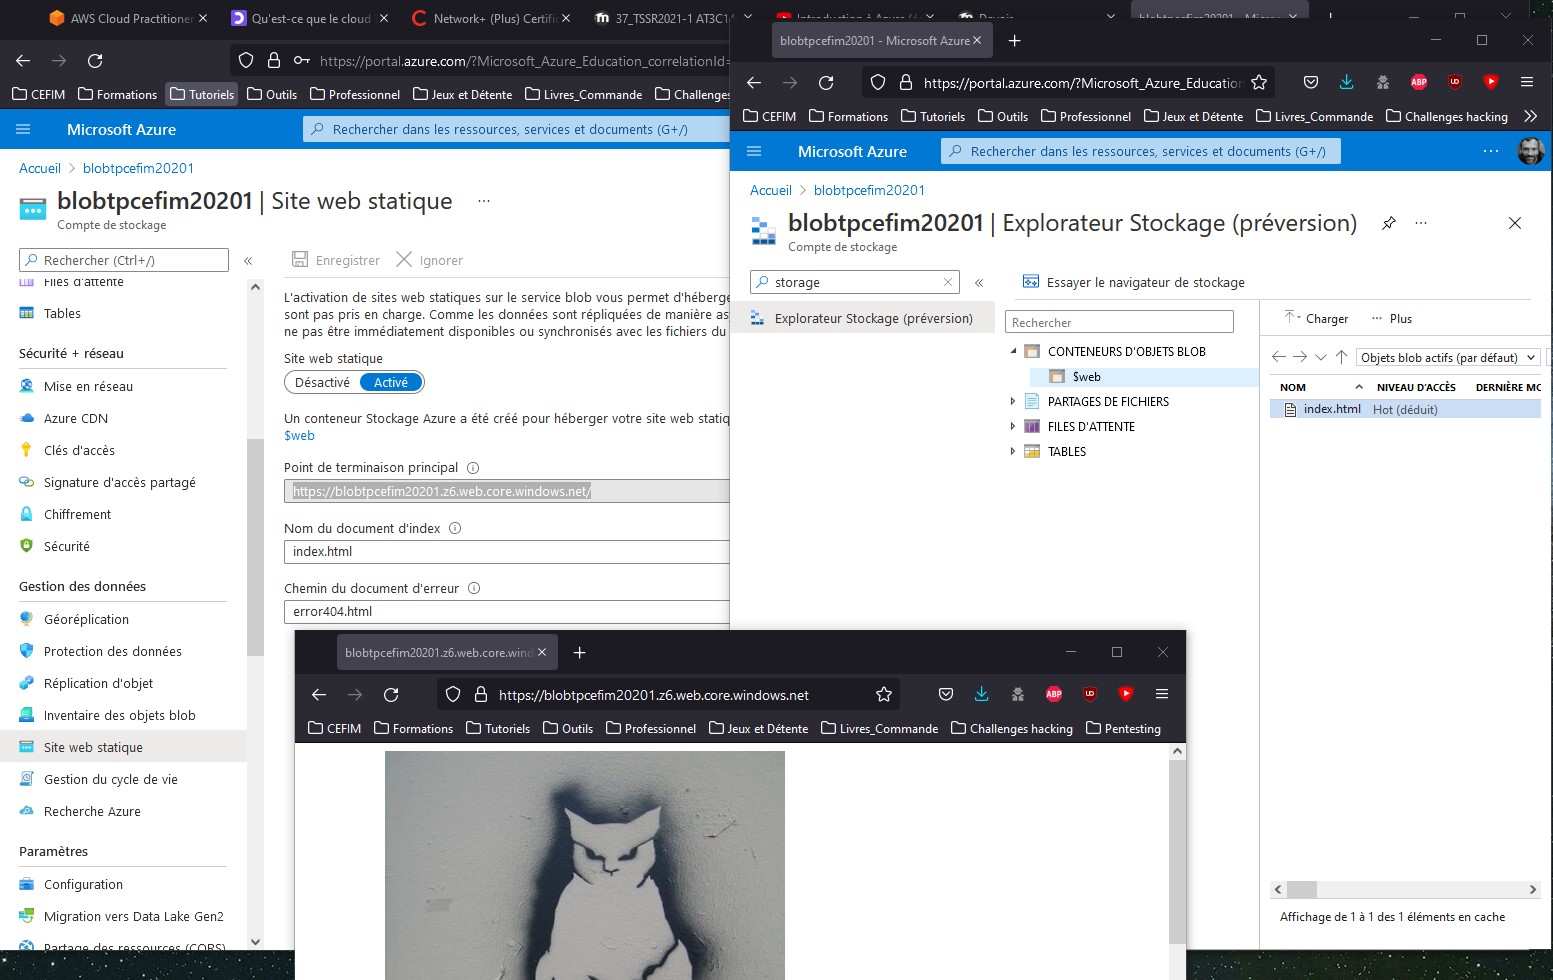 AWS Cloud Practitioner
Qu'est-ce que le cloud
Network+ (Plus) Certific
37_TSSR2021-1 AT3C14
Introduction à Azure
Devoir
https://portal.azure.com/?Microsoft_Azure_Education_correlationId=
CEFIM
Formations
Tutoriels
Outils
Professionnel
Jeux et Détente
Livres_Commande
Challenges
Microsoft Azure
Rechercher dans les ressources, services et documents (G+/)
Accueil > blobtpcefim20201
blobtpcefim20201 | Site web statique ...
Compte de stockage
Rechercher (Ctrl+/)
«
Files d'attente
Tables
Sécurité + réseau
Mise en réseau
Azure CDN
Clés d'accès
Signature d'accès partagé
Chiffrement
Sécurité
Gestion des données
Géoréplication
Protection des données
Réplication d'objet
Inventaire des objets blob
Site web statique
Gestion du cycle de vie
Recherche Azure
Paramètres
Configuration
Migration vers Data Lake Gen2
Partage des ressources (CORS)
Enregistrer
Ignorer
L'activation de sites web statiques sur le service blob vous permet d'héberge
sont pas pris en charge. Comme les données sont répliquées de manière as
ne pas être immédiatement disponibles ou synchronisés avec les fichiers du
Site web statique
Désactivé
Activé
Un conteneur Stockage Azure a été créé pour héberger votre site web statiq
$web
Point de terminaison principal
https://blobtpcefim20201.z6.web.core.windows.net/
Nom du document d'index
index.html
Chemin du document d'erreur
error404.html
blobtpcefim20201 - Microsoft Azure
https://portal.azure.com/?Microsoft_Azure_Education
ABP
CEFIM
Formations
Tutoriels
Outils
Professionnel
Jeux et Détente
Livres_Commande
Challenges hacking
Microsoft Azure
Rechercher dans les ressources, services et documents (G+/)
...
Accueil > blobtpcefim20201
blobtpcefim20201 | Explorateur Stockage (préversion)
...
Compte de stockage
storage
«
Explorateur Stockage (préversion)
Essayer le navigateur de stockage
Rechercher
CONTENEURS D'OBJETS BLOB
$web
PARTAGES DE FICHIERS
FILES D'ATTENTE
TABLES
Charger
... Plus
Objets blob actifs (par défaut)
NOM
NIVEAU D'ACCÈS
DERNIÈRE MO
index.html
Hot (déduit)
Affichage de 1 à 1 des 1 éléments en cache
blobtpcefim20201.z6.web.core.wind
https://blobtpcefim20201.z6.web.core.windows.net
ABP
CEFIM
Formations
Tutoriels
Outils
Professionnel
Jeux et Détente
Livres_Commande
Challenges hacking
Pentesting